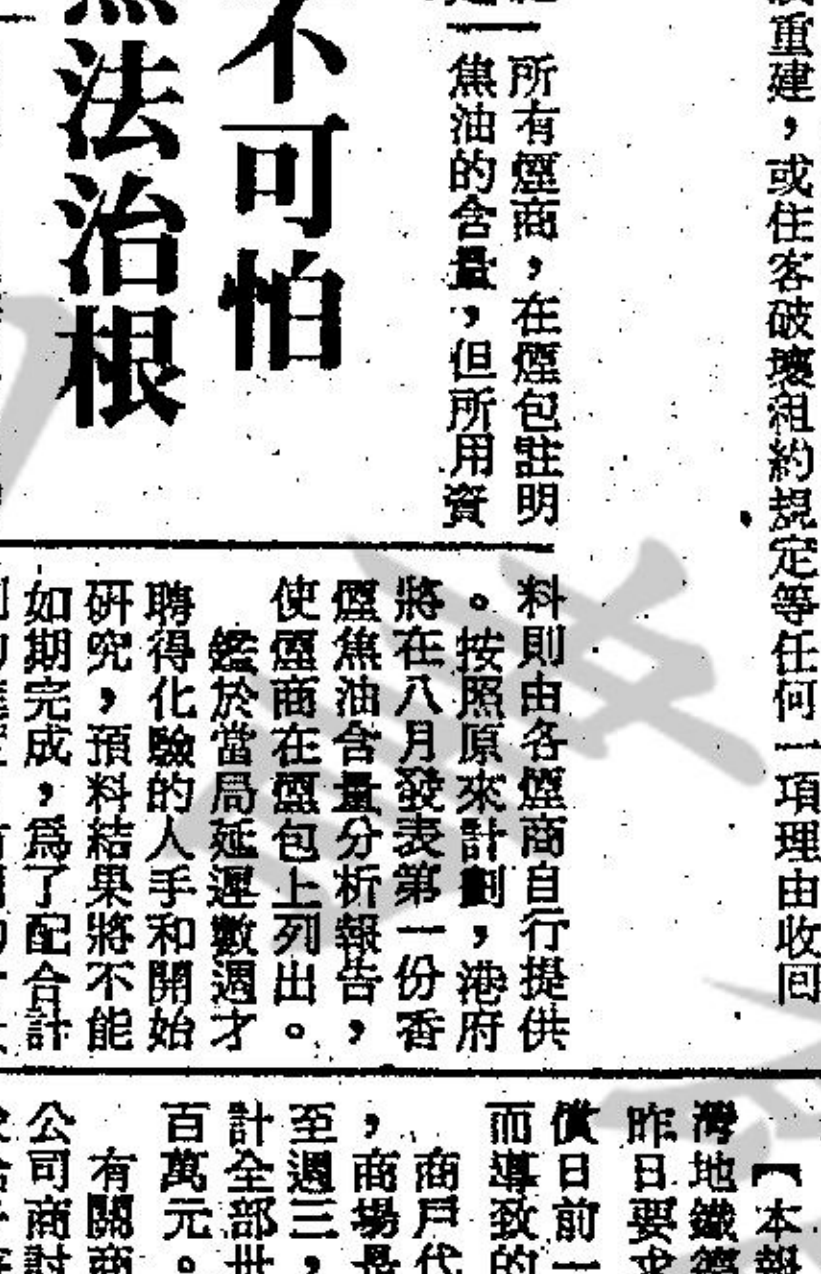 重建，或住客破壞租約規定等任何一項理由收回
所有煙商，在煙包註明
焦油的含量，但所用資
料則由各煙商自行提供
。按照原來計劃，港府
將在八月發表第一份香
煙焦油含量分析報告，
使煙商在煙包上列出。
鑑於當局延遲數週才
聘得化驗的人手和開始
研究，預料結果將不能
如期完成，爲了配合計
不可怕
法治根
【本報
灣地鐵
昨日要求
償日前一
而導致的
商戶代
，商場是
至週三，
計全部卅
百萬元。
有關商
公司商討